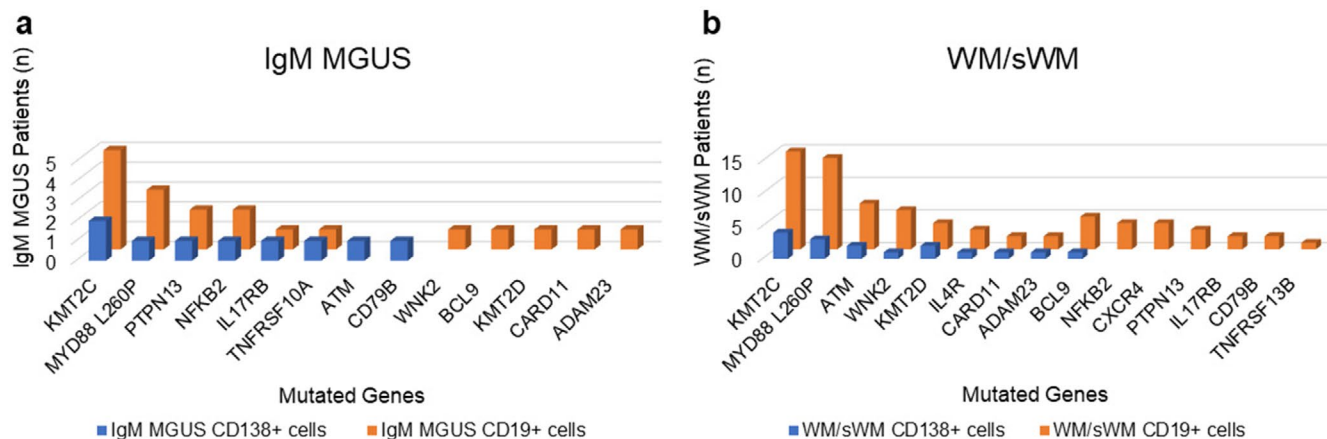 a
IgM MGUS
IgM MGUS Patients (n)
5
4
3
2
1
0
KMT2C
MYD88 L260P
PTPN13
NFKB2
IL17RB
TNFRSF10A
ATM
CD79B
WNK2
BCL9
KMT2D
CARD11
ADAM23
Mutated Genes
IgM MGUS CD138+ cells
IgM MGUS CD19+ cells
b
WM/sWM
WM/sWM Patients (n)
15
10
5
0
KMT2C
MYD88 L260P
ATM
WNK2
KMT2D
IL4R
CARD11
ADAM23
BCL9
NFKB2
CXCR4
PTPN13
IL17RB
CD79B
TNFRSF13B
Mutated Genes
WM/sWM CD138+ cells
WM/sWM CD19+ cells